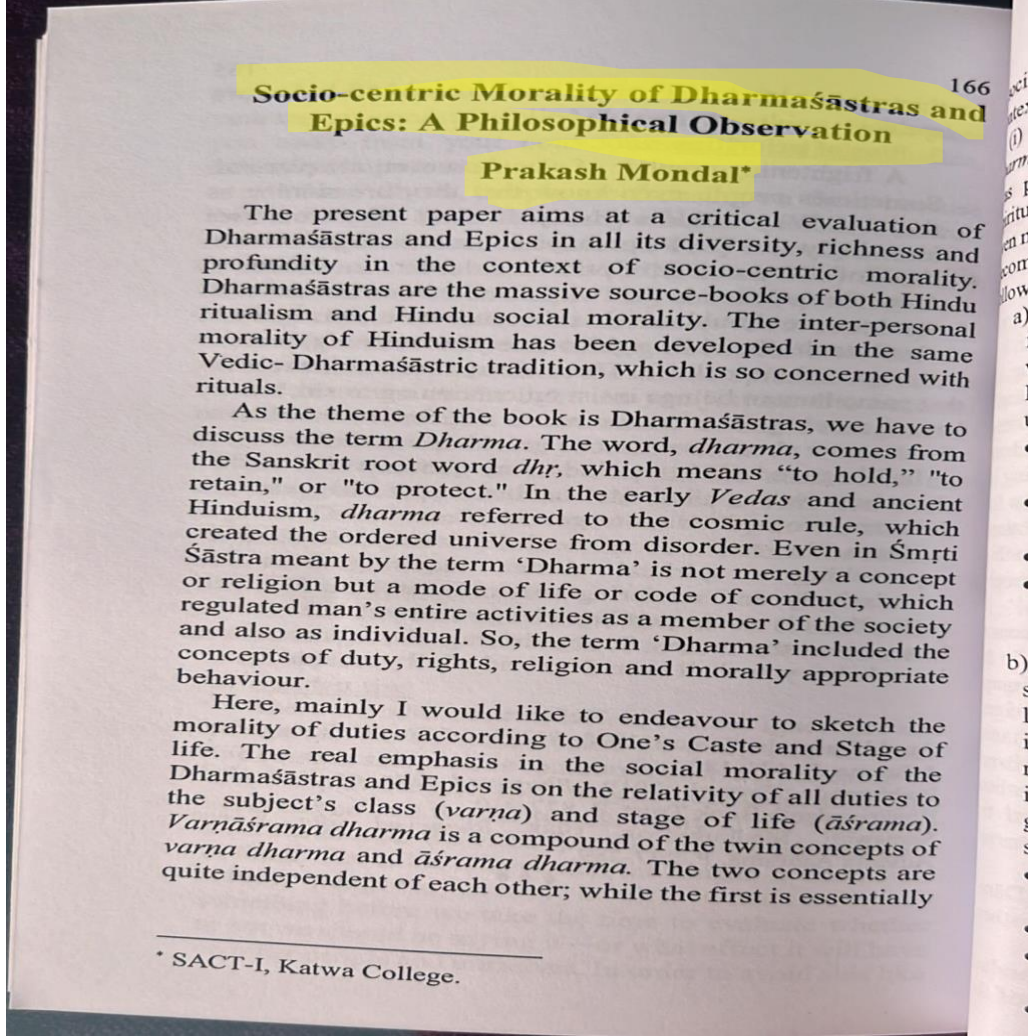 166
Socio-centric Morality of Dharmaśāstras and
Epics: A Philosophical Observation
Prakash Mondal*
The present paper aims at a critical evaluation of
Dharmaśāstras and Epics in all its diversity, richness and
profundity in the context of socio-centric morality.
Dharmaśāstras are the massive source-books of both Hindu
ritualism and Hindu social morality. The inter-personal
morality of Hinduism has been developed in the same
Vedic- Dharmaśāstric tradition, which is so concerned with
rituals.
As the theme of the book is Dharmaśāstras, we have to
discuss the term Dharma. The word, dharma, comes from
the Sanskrit root word dhṛ, which means “to hold,” "to
retain," or "to protect." In the early Vedas and ancient
Hinduism, dharma referred to the cosmic rule, which
created the ordered universe from disorder. Even in Śmṛti
Śāstra meant by the term ‘Dharma’ is not merely a concept
or religion but a mode of life or code of conduct, which
regulated man’s entire activities as a member of the society
and also as individual. So, the term ‘Dharma’ included the
concepts of duty, rights, religion and morally appropriate
behaviour.
Here, mainly I would like to endeavour to sketch the
morality of duties according to One’s Caste and Stage of
life. The real emphasis in the social morality of the
Dharmaśāstras and Epics is on the relativity of all duties to
the subject’s class (varṇa) and stage of life (āśrama).
Varṇāśrama dharma is a compound of the twin concepts of
varṇa dharma and āśrama dharma. The two concepts are
quite independent of each other; while the first is essentially
* SACT-I, Katwa College.
(i)
a)
b)